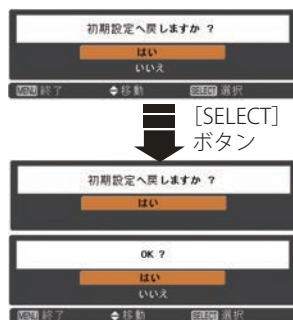 初期設定へ戻しますか ?
はい
いいえ
MENU 終了 移動 SELECT 選択
[SELECT]
ボタン
初期設定へ戻しますか ?
はい
OK ?
はい
いいえ
MENU 終了 移動 SELECT 選択